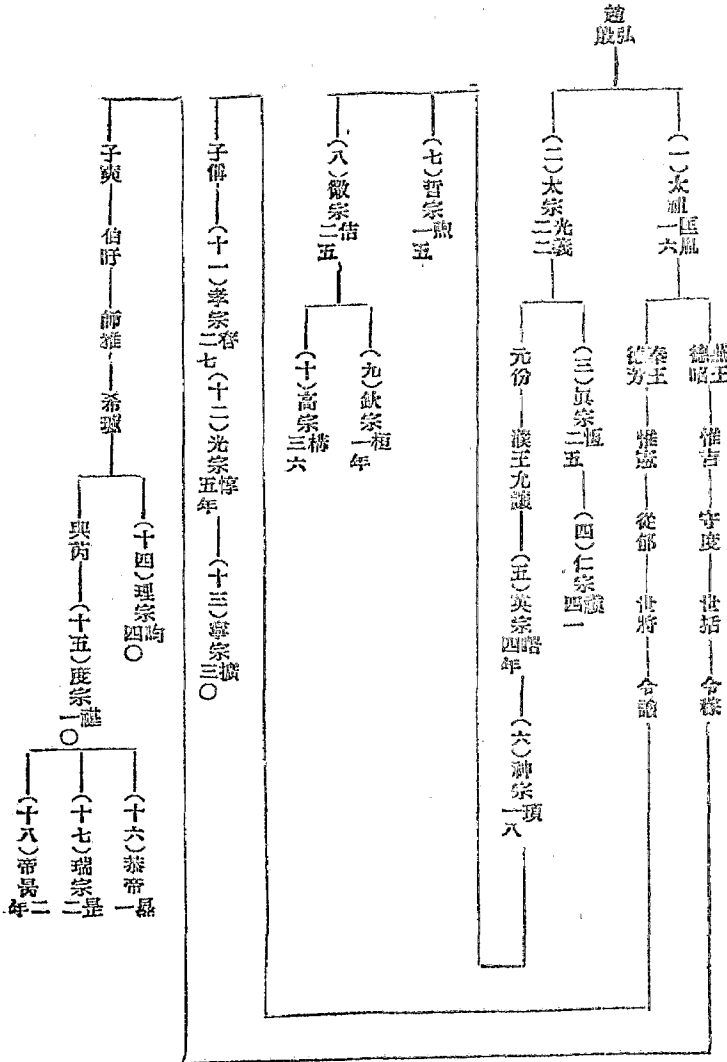 趙弘殷
（一）太祖匡胤一六
燕王德昭
惟吉
守度
世括
令稼
秦王德芳
惟憲
從郁
世將
令譮
（二）太宗光義二二
（三）眞宗恆二五
（四）仁宗禎四一
元份
濮王允讓
（五）英宗曙四年
（六）神宗頊一八
（七）哲宗煦一五
（八）徽宗佶二五
（九）欽宗桓一年
（十）高宗構三六
子偁
（十一）孝宗眘二七
（十二）光宗惇五年
（十三）寧宗擴三〇
子奭
伯旿
師雅
希瓐
（十四）理宗昀四〇
與芮
（十五）度宗禥一〇
（十六）恭帝㬎一
（十七）瑞宗昰二
（十八）帝昺二年